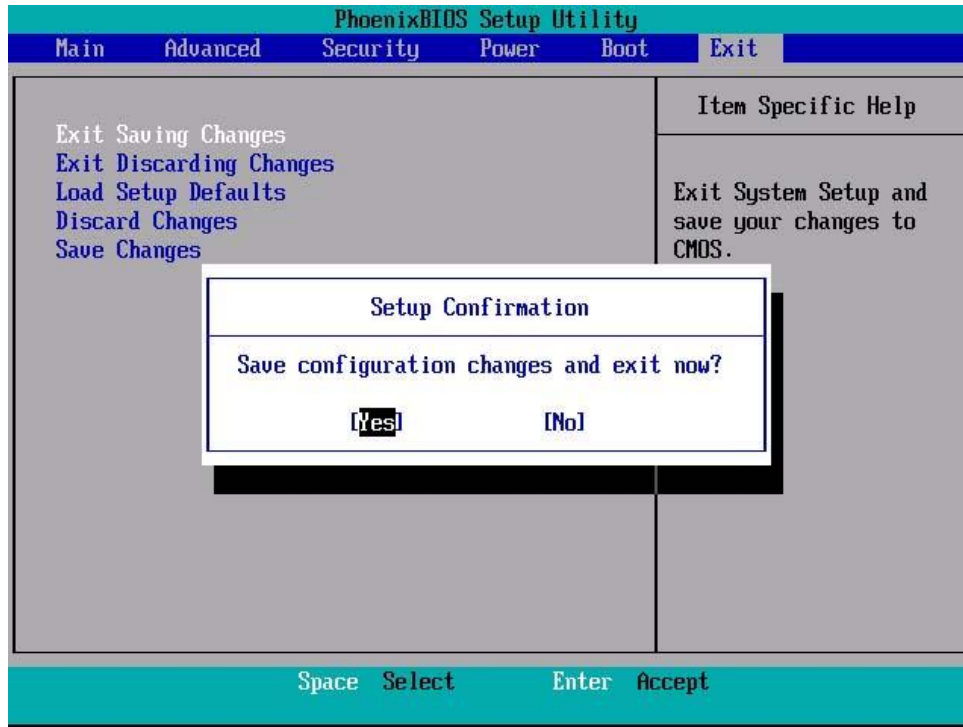 PhoenixBIOS Setup Utility
Main Advanced Security Power Boot Exit
Item Specific Help
Exit Saving Changes
Exit Discarding Changes
Load Setup Defaults
Discard Changes
Save Changes
Exit System Setup and
save your changes to
CMOS.
Setup Confirmation
Save configuration changes and exit now?
[Yes] [No]
Space Select Enter Accept